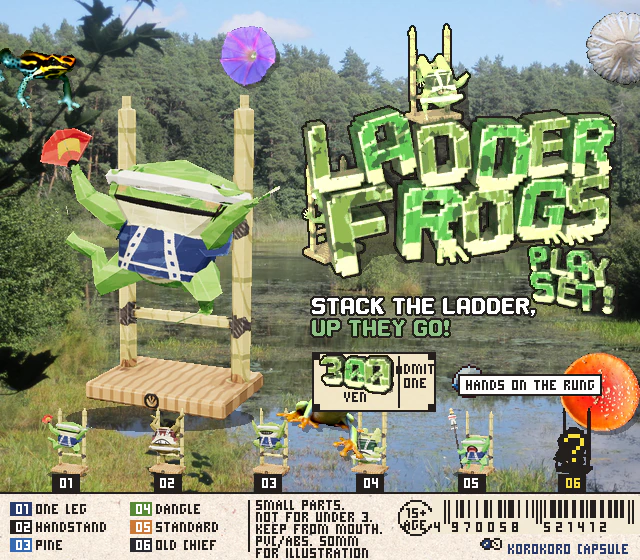 LADDER
FROGS
PLAY
SET!
STACK THE LADDER,
UP THEY GO!
300
YEN
ADMIT
ONE
HANDS ON THE RUNG
01
02
03
04
05
?
06
01 ONE LEG
02 HANDSTAND
03 PIKE
04 DANGLE
05 STANDARD
06 OLD CHIEF
SMALL PARTS.
NOT FOR UNDER 3.
KEEP FROM MOUTH.
PVC/ABS. 50MM
FOR ILLUSTRATION
15+
AGE
4 970058 521412
KOROKORO CAPSULE